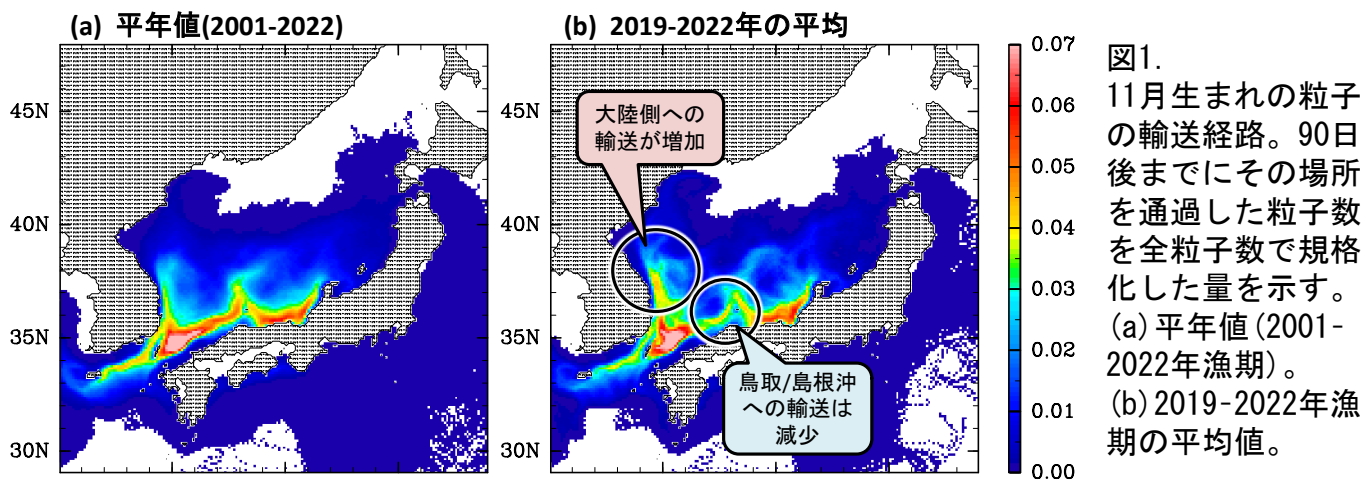 (a) 平年値(2001-2022)
45N
40N
35N
30N
(b) 2019-2022年の平均
45N
40N
35N
30N
大陸側への
輸送が増加
鳥取/島根沖
への輸送は
減少
0.07
0.06
0.05
0.04
0.03
0.02
0.01
0.00
図1.
11月生まれの粒子
の輸送経路。90日
後までにその場所
を通過した粒子数
を全粒子数で規格
化した量を示す。
(a)平年値(2001-
2022年漁期)。
(b)2019-2022年漁
期の平均値。